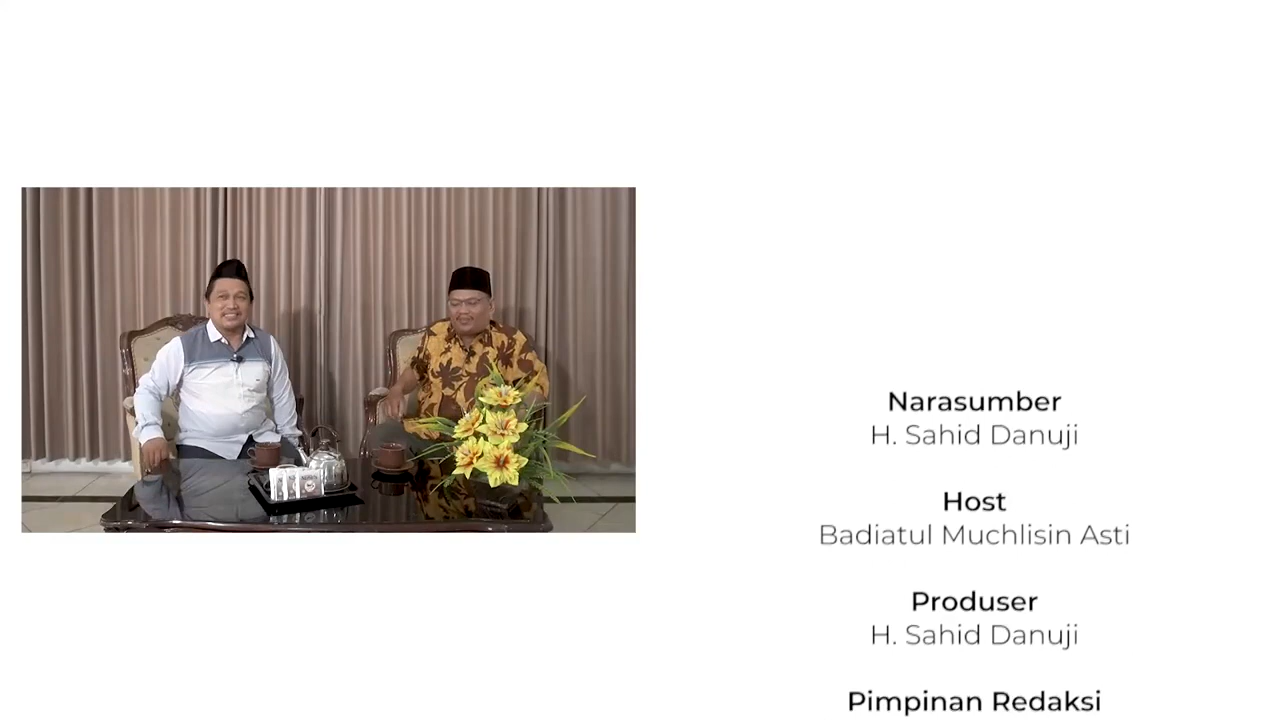 Narasumber
H. Sahid Danuji
Host
Badiatul Muchlisin Asti
Produser
H. Sahid Danuji
Pimpinan Redaksi